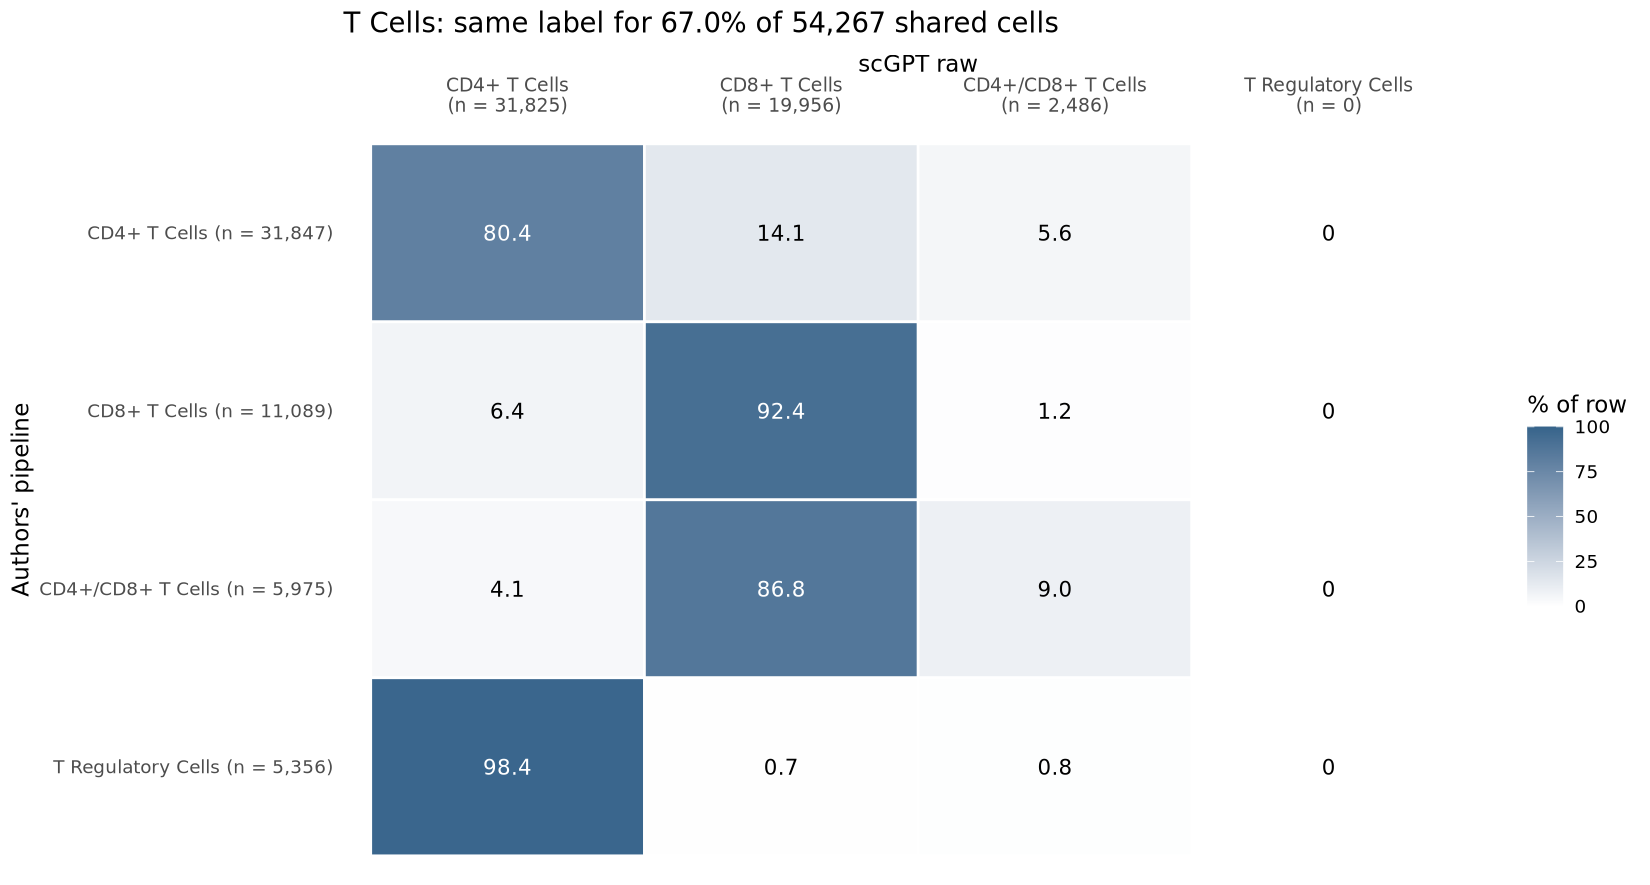 T Cells: same label for 67.0% of 54,267 shared cells
scGPT raw
CD4+ T Cells
(n = 31,825)
CD8+ T Cells
(n = 19,956)
CD4+/CD8+ T Cells
(n = 2,486)
T Regulatory Cells
(n = 0)
Authors' pipeline
CD4+ T Cells (n = 31,847)
80.4
14.1
5.6
0
CD8+ T Cells (n = 11,089)
6.4
92.4
1.2
0
CD4+/CD8+ T Cells (n = 5,975)
4.1
86.8
9.0
0
T Regulatory Cells (n = 5,356)
98.4
0.7
0.8
0
% of row
100
75
50
25
0